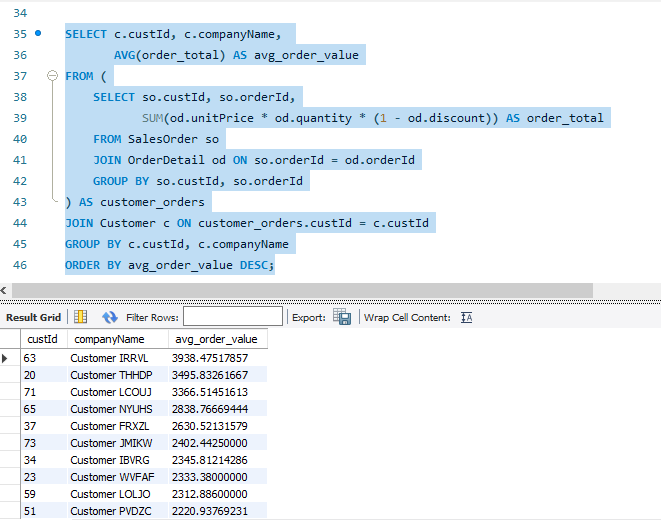 34
35 SELECT c.custId, c.companyName,
36 AVG(order_total) AS avg_order_value
37 FROM (
38 SELECT so.custId, so.orderId,
39 SUM(od.unitPrice * od.quantity * (1 - od.discount)) AS order_total
40 FROM SalesOrder so
41 JOIN OrderDetail od ON so.orderId = od.orderId
42 GROUP BY so.custId, so.orderId
43 ) AS customer_orders
44 JOIN Customer c ON customer_orders.custId = c.custId
45 GROUP BY c.custId, c.companyName
46 ORDER BY avg_order_value DESC;
Result Grid Filter Rows: Export: Wrap Cell Content:
custId companyName avg_order_value
63 Customer IRRVL 3938.47517857
20 Customer THHDP 3495.83261667
71 Customer LCOUJ 3366.51451613
65 Customer NYUHS 2838.76669444
37 Customer FRXZL 2630.52131579
73 Customer JMIKW 2402.44250000
34 Customer IBVRG 2345.81214286
23 Customer WVFAF 2333.38000000
59 Customer LOLJO 2312.88600000
51 Customer PVDZC 2220.93769231